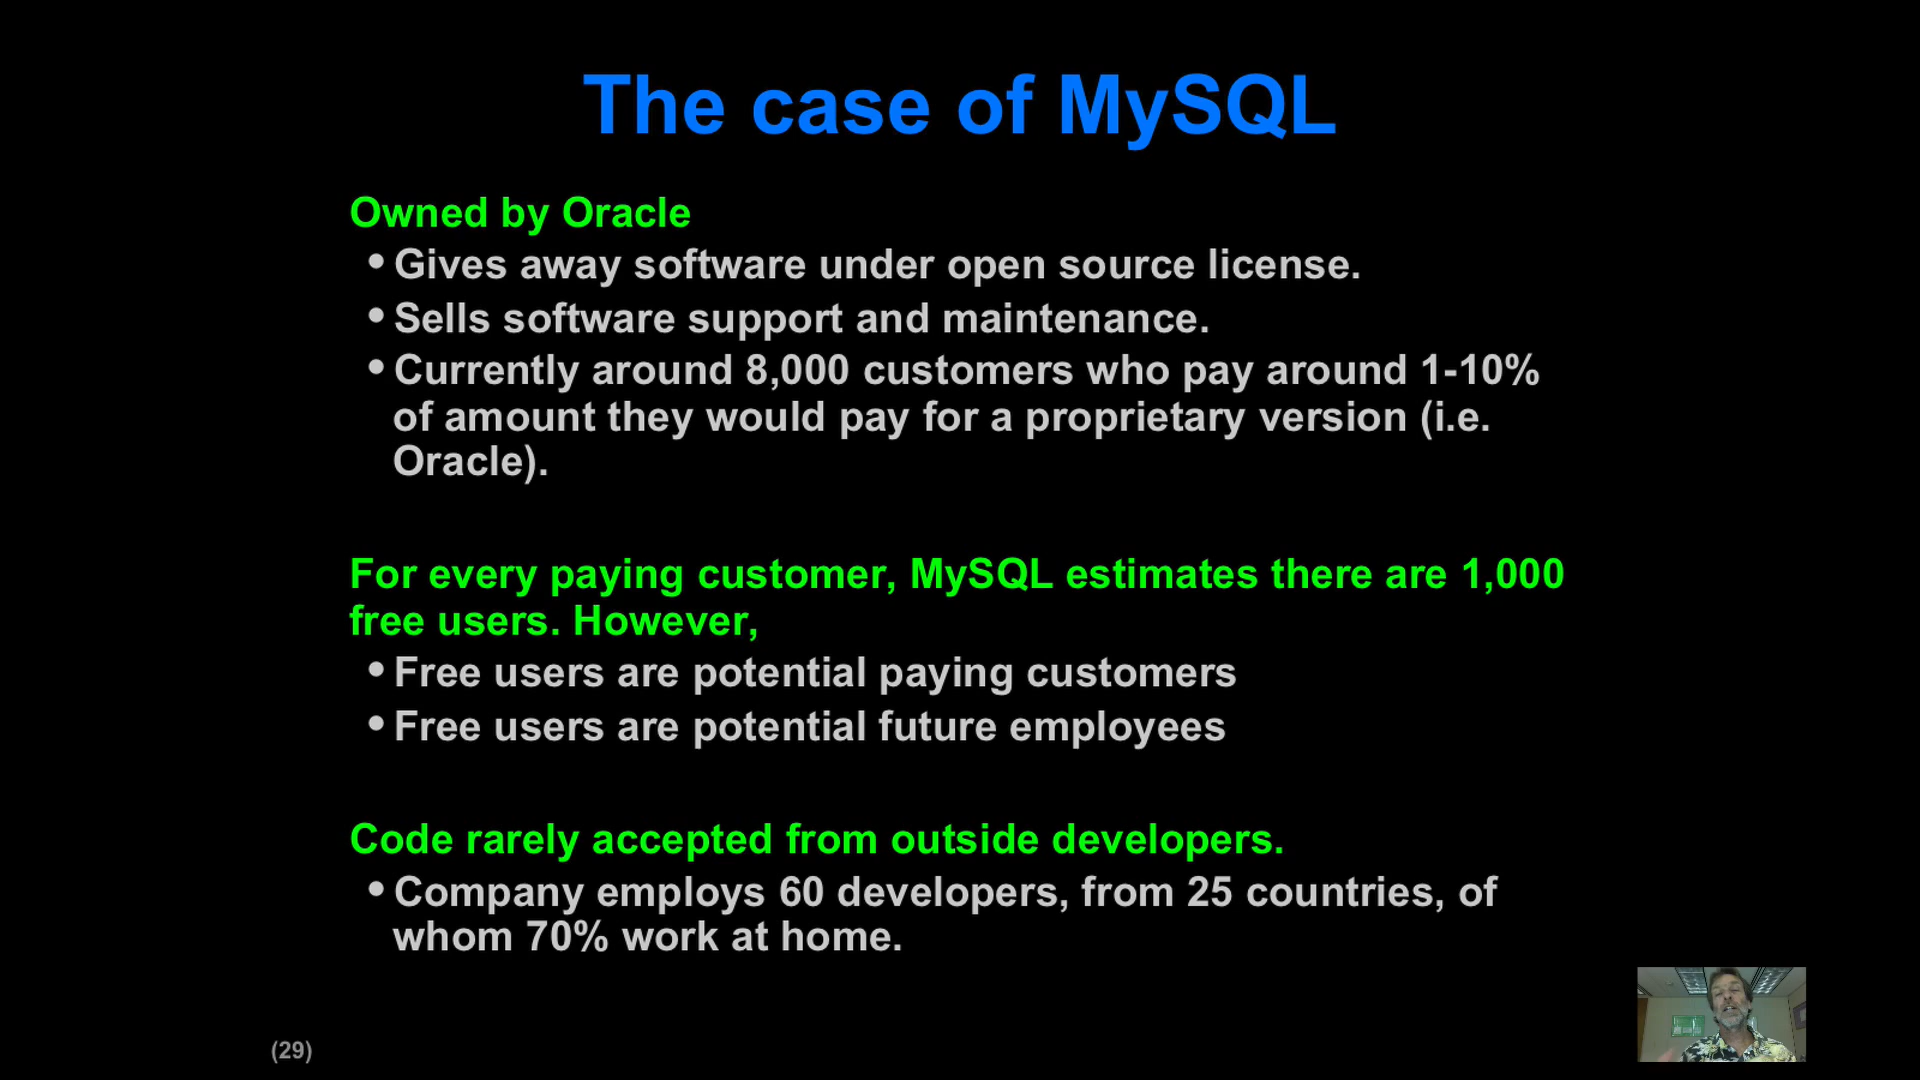 The case of MySQL
Owned by Oracle
• Gives away software under open source license.
• Sells software support and maintenance.
• Currently around 8,000 customers who pay around 1-10%
of amount they would pay for a proprietary version (i.e.
Oracle).
For every paying customer, MySQL estimates there are 1,000
free users. However,
• Free users are potential paying customers
• Free users are potential future employees
Code rarely accepted from outside developers.
• Company employs 60 developers, from 25 countries, of
whom 70% work at home.
(29)